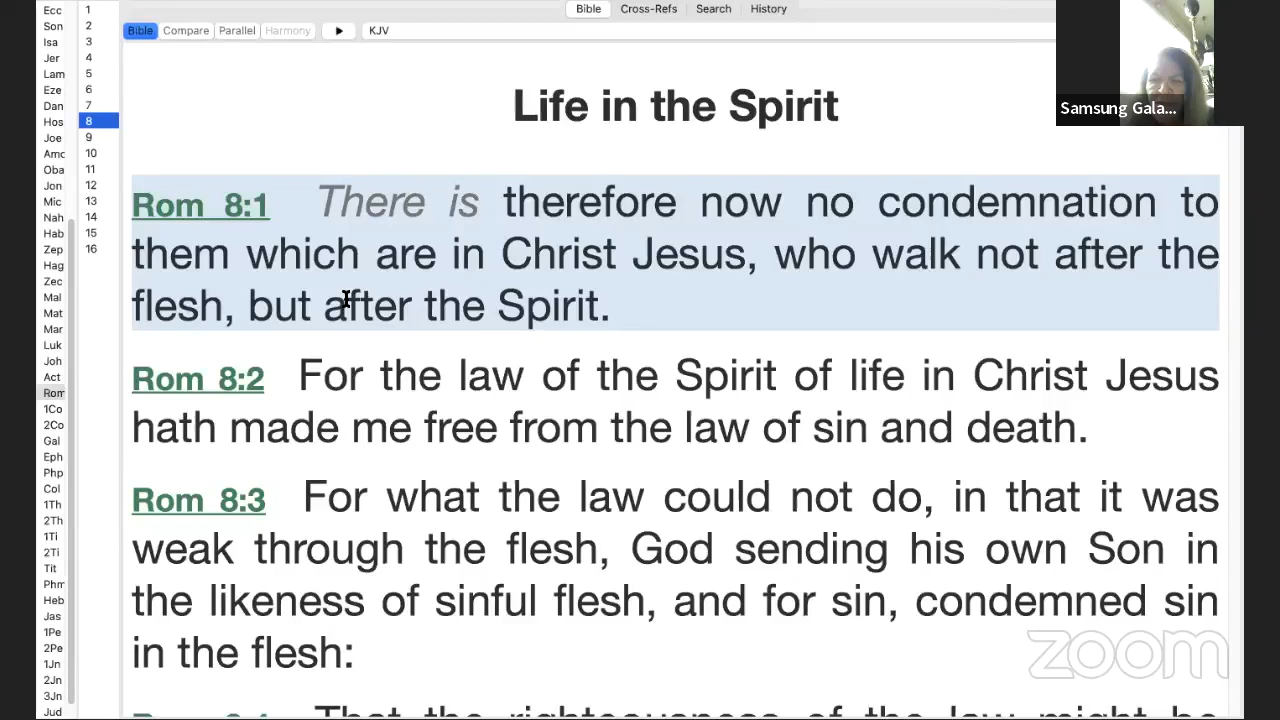 Bible Cross-Refs Search History
Bible Compare Parallel Harmony ▶ KJV
Samsung Gala...
Ecc
Son
Isa
Jer
Lam
Eze
Dan
Hos
Joe
Amo
Oba
Jon
Mic
Nah
Hab
Zep
Hag
Zec
Mal
Mat
Mar
Luk
Joh
Act
Rom
1Co
2Co
Gal
Eph
Php
Col
1Th
2Th
1Ti
2Ti
Tit
Phm
Heb
Jas
1Pe
2Pe
1Jn
2Jn
3Jn
Jud
1
2
3
4
5
6
7
8
9
10
11
12
13
14
15
16
Life in the Spirit
Rom 8:1 There is therefore now no condemnation to
them which are in Christ Jesus, who walk not after the
flesh, but after the Spirit.
Rom 8:2 For the law of the Spirit of life in Christ Jesus
hath made me free from the law of sin and death.
Rom 8:3 For what the law could not do, in that it was
weak through the flesh, God sending his own Son in
the likeness of sinful flesh, and for sin, condemned sin
in the flesh:
That the righteousness of the law might be
zoom